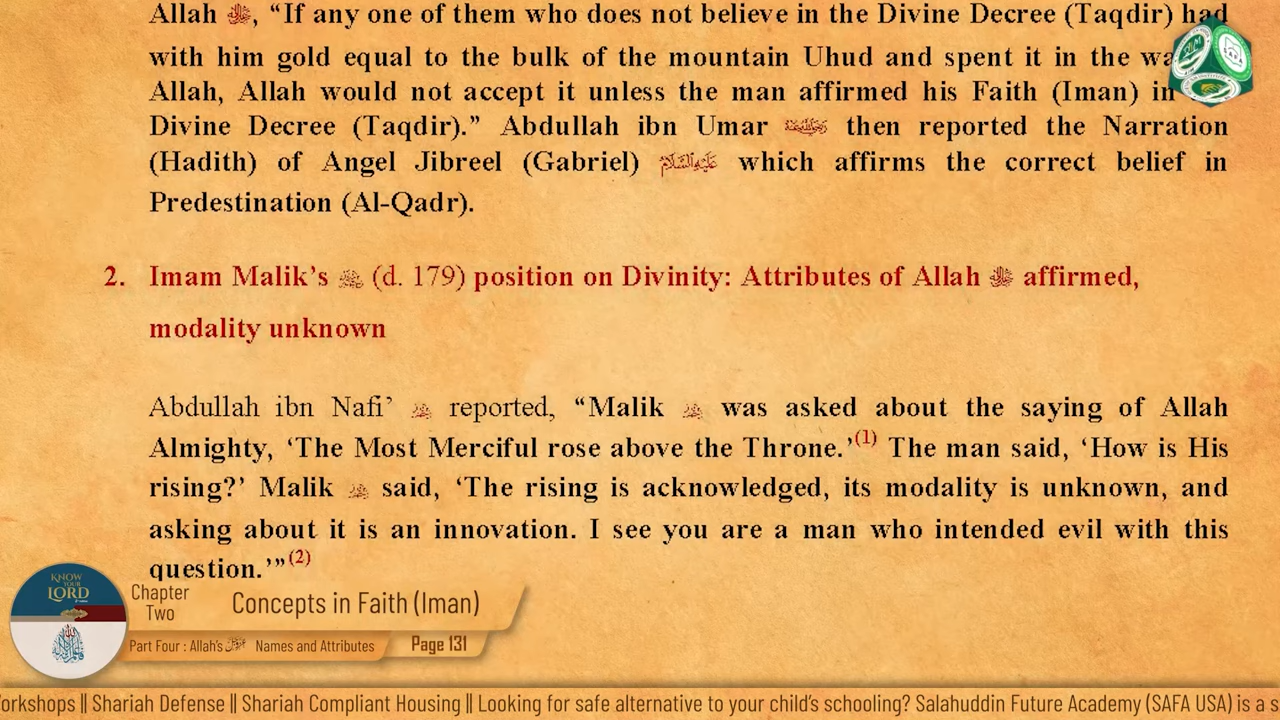 Allah ﷻ, “If any one of them who does not believe in the Divine Decree (Taqdir) had
with him gold equal to the bulk of the mountain Uhud and spent it in the
Allah, Allah would not accept it unless the man affirmed his Faith (Iman) in
Divine Decree (Taqdir).” Abdullah ibn Umar then reported the Narration
(Hadith) of Angel Jibreel (Gabriel) عَلَيْهِ السَّلَامُ which affirms the correct belief in
Predestination (Al-Qadr).
2. Imam Malik’s (d. 179) position on Divinity: Attributes of Allah ﷻ affirmed,
modality unknown
Abdullah ibn Nafi’ reported, “Malik was asked about the saying of Allah
Almighty, ‘The Most Merciful rose above the Throne.’(1) The man said, ‘How is His
rising?’ Malik said, ‘The rising is acknowledged, its modality is unknown, and
asking about it is an innovation. I see you are a man who intended evil with this
question.’”(2)
KNOW
YOUR
LORD
Chapter
Two
Concepts in Faith (Iman)
Part Four : Allah’s Names and Attributes
Page 131
orkshops || Shariah Defense || Shariah Compliant Housing || Looking for safe alternative to your child’s schooling? Salahuddin Future Academy (SAFA USA) is a s